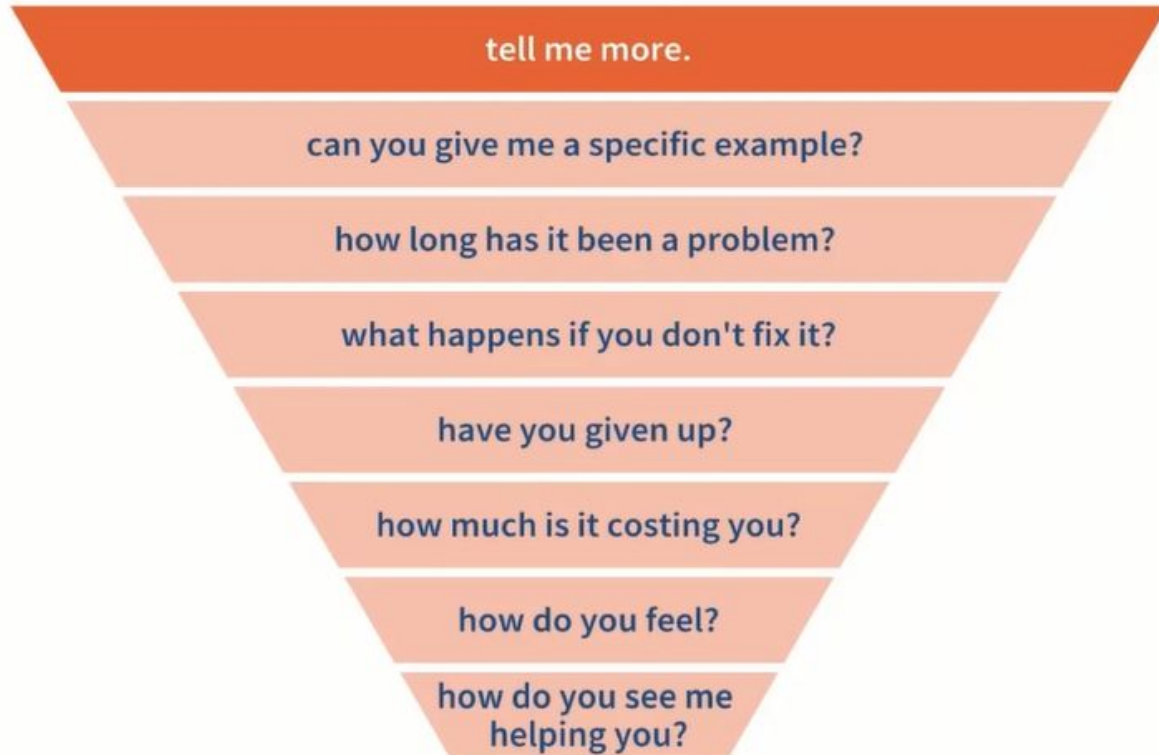 tell me more.
can you give me a specific example?
how long has it been a problem?
what happens if you don't fix it?
have you given up?
how much is it costing you?
how do you feel?
how do you see me
helping you?